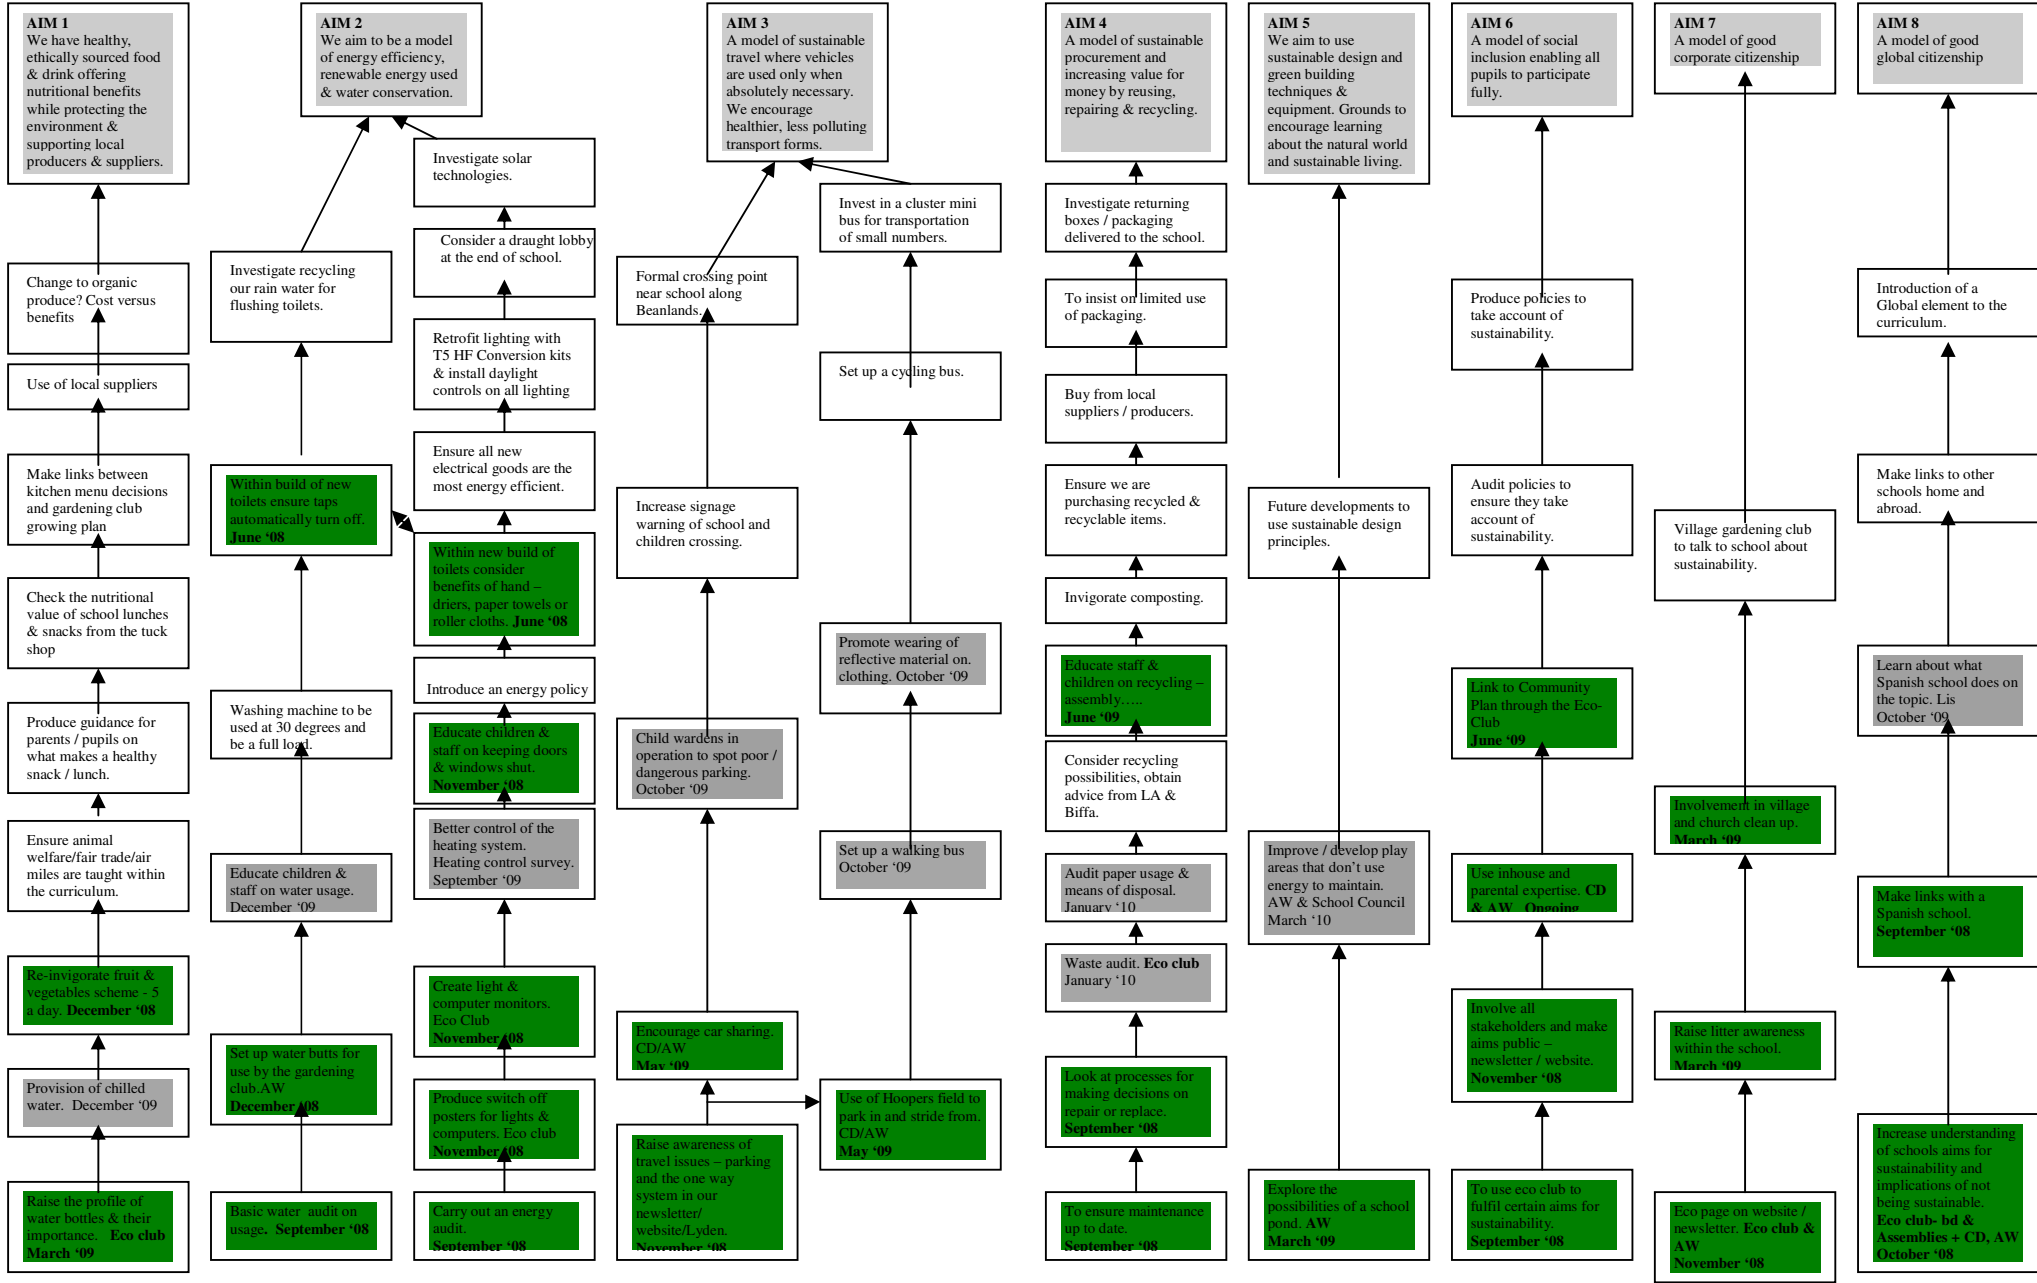 AIM 1
We have healthy,
ethically sourced food
& drink offering
nutritional benefits
while protecting the
environment &
supporting local
producers & suppliers.
Change to organic
produce? Cost versus
benefits
Use of local suppliers
Make links between
kitchen menu decisions
and gardening club
growing plan
Check the nutritional
value of school lunches
& snacks from the tuck
shop
Produce guidance for
parents / pupils on
what makes a healthy
snack / lunch.
Ensure animal
welfare/fair trade/air
miles are taught within
the curriculum.
Re-invigorate fruit &
vegetables scheme - 5
a day. December ‘08
Provision of chilled
water.  December ‘09
Raise the profile of
water bottles & their
importance.   Eco club
March ‘09
AIM 2
We aim to be a model
of energy efficiency,
renewable energy used
& water conservation.
Investigate recycling
our rain water for
flushing toilets.
Within build of new
toilets ensure taps
automatically turn off.
June ‘08
Washing machine to be
used at 30 degrees and
be a full load.
Educate children &
staff on water usage.
December ‘09
Set up water butts for
use by the gardening
club.AW
December ‘08
Basic water  audit on
usage. September ‘08
Investigate solar
technologies.
Consider a draught lobby
at the end of school.
Retrofit lighting with
T5 HF Conversion kits
& install daylight
controls on all lighting
Ensure all new
electrical goods are the
most energy efficient.
Within new build of
toilets consider
benefits of hand –
driers, paper towels or
roller cloths. June ‘08
Introduce an energy policy
Educate children &
staff on keeping doors
& windows shut.
November ‘08
Better control of the
heating system.
Heating control survey.
September ‘09
Create light &
computer monitors.
Eco Club
November ‘08
Produce switch off
posters for lights &
computers. Eco club
November ‘08
Carry out an energy
audit.
September ‘08
AIM 3
A model of sustainable
travel where vehicles
are used only when
absolutely necessary.
We encourage
healthier, less polluting
transport forms.
Formal crossing point
near school along
Beanlands.
Increase signage
warning of school and
children crossing.
Child wardens in
operation to spot poor /
dangerous parking.
October ‘09
Encourage car sharing.
CD/AW
May ‘09
Raise awareness of
travel issues – parking
and the one way
system in our
newsletter/
website/Lyden.
November ‘08
Invest in a cluster mini
bus for transportation
of small numbers.
Set up a cycling bus.
Promote wearing of
reflective material on.
clothing. October ‘09
Set up a walking bus
October ‘09
Use of Hoopers field to
park in and stride from.
CD/AW
May ‘09
AIM 4
A model of sustainable
procurement and
increasing value for
money by reusing,
repairing & recycling.
Investigate returning
boxes / packaging
delivered to the school.
To insist on limited use
of packaging.
Buy from local
suppliers / producers.
Ensure we are
purchasing recycled &
recyclable items.
Invigorate composting.
Educate staff &
children on recycling –
assembly…..
June ‘09
Consider recycling
possibilities, obtain
advice from LA &
Biffa.
Audit paper usage &
means of disposal.
January ‘10
Waste audit. Eco club
January ‘10
Look at processes for
making decisions on
repair or replace.
September ‘08
To ensure maintenance
up to date.
September ‘08
AIM 5
We aim to use
sustainable design and
green building
techniques &
equipment. Grounds to
encourage learning
about the natural world
and sustainable living.
Future developments to
use sustainable design
principles.
Improve / develop play
areas that don’t use
energy to maintain.
AW & School Council
March ‘10
Explore the
possibilities of a school
pond. AW
March ‘09
AIM 6
A model of social
inclusion enabling all
pupils to participate
fully.
Produce policies to
take account of
sustainability.
Audit policies to
ensure they take
account of
sustainability.
Link to Community
Plan through the Eco-
Club
June ‘09
Use inhouse and
parental expertise. CD
& AW   Ongoing
Involve all
stakeholders and make
aims public –
newsletter / website.
November ‘08
To use eco club to
fulfil certain aims for
sustainability.
September ‘08
AIM 7
A model of good
corporate citizenship
Village gardening club
to talk to school about
sustainability.
Involvement in village
and church clean up.
March ‘09
Raise litter awareness
within the school.
March ‘09
Eco page on website /
newsletter. Eco club &
AW
November ‘08
AIM 8
A model of good
global citizenship
Introduction of a
Global element to the
curriculum.
Make links to other
schools home and
abroad.
Learn about what
Spanish school does on
the topic. Lis
October ‘09
Make links with a
Spanish school.
September ‘08
Increase understanding
of schools aims for
sustainability and
implications of not
being sustainable.
Eco club- bd &
Assemblies + CD, AW
October ‘08